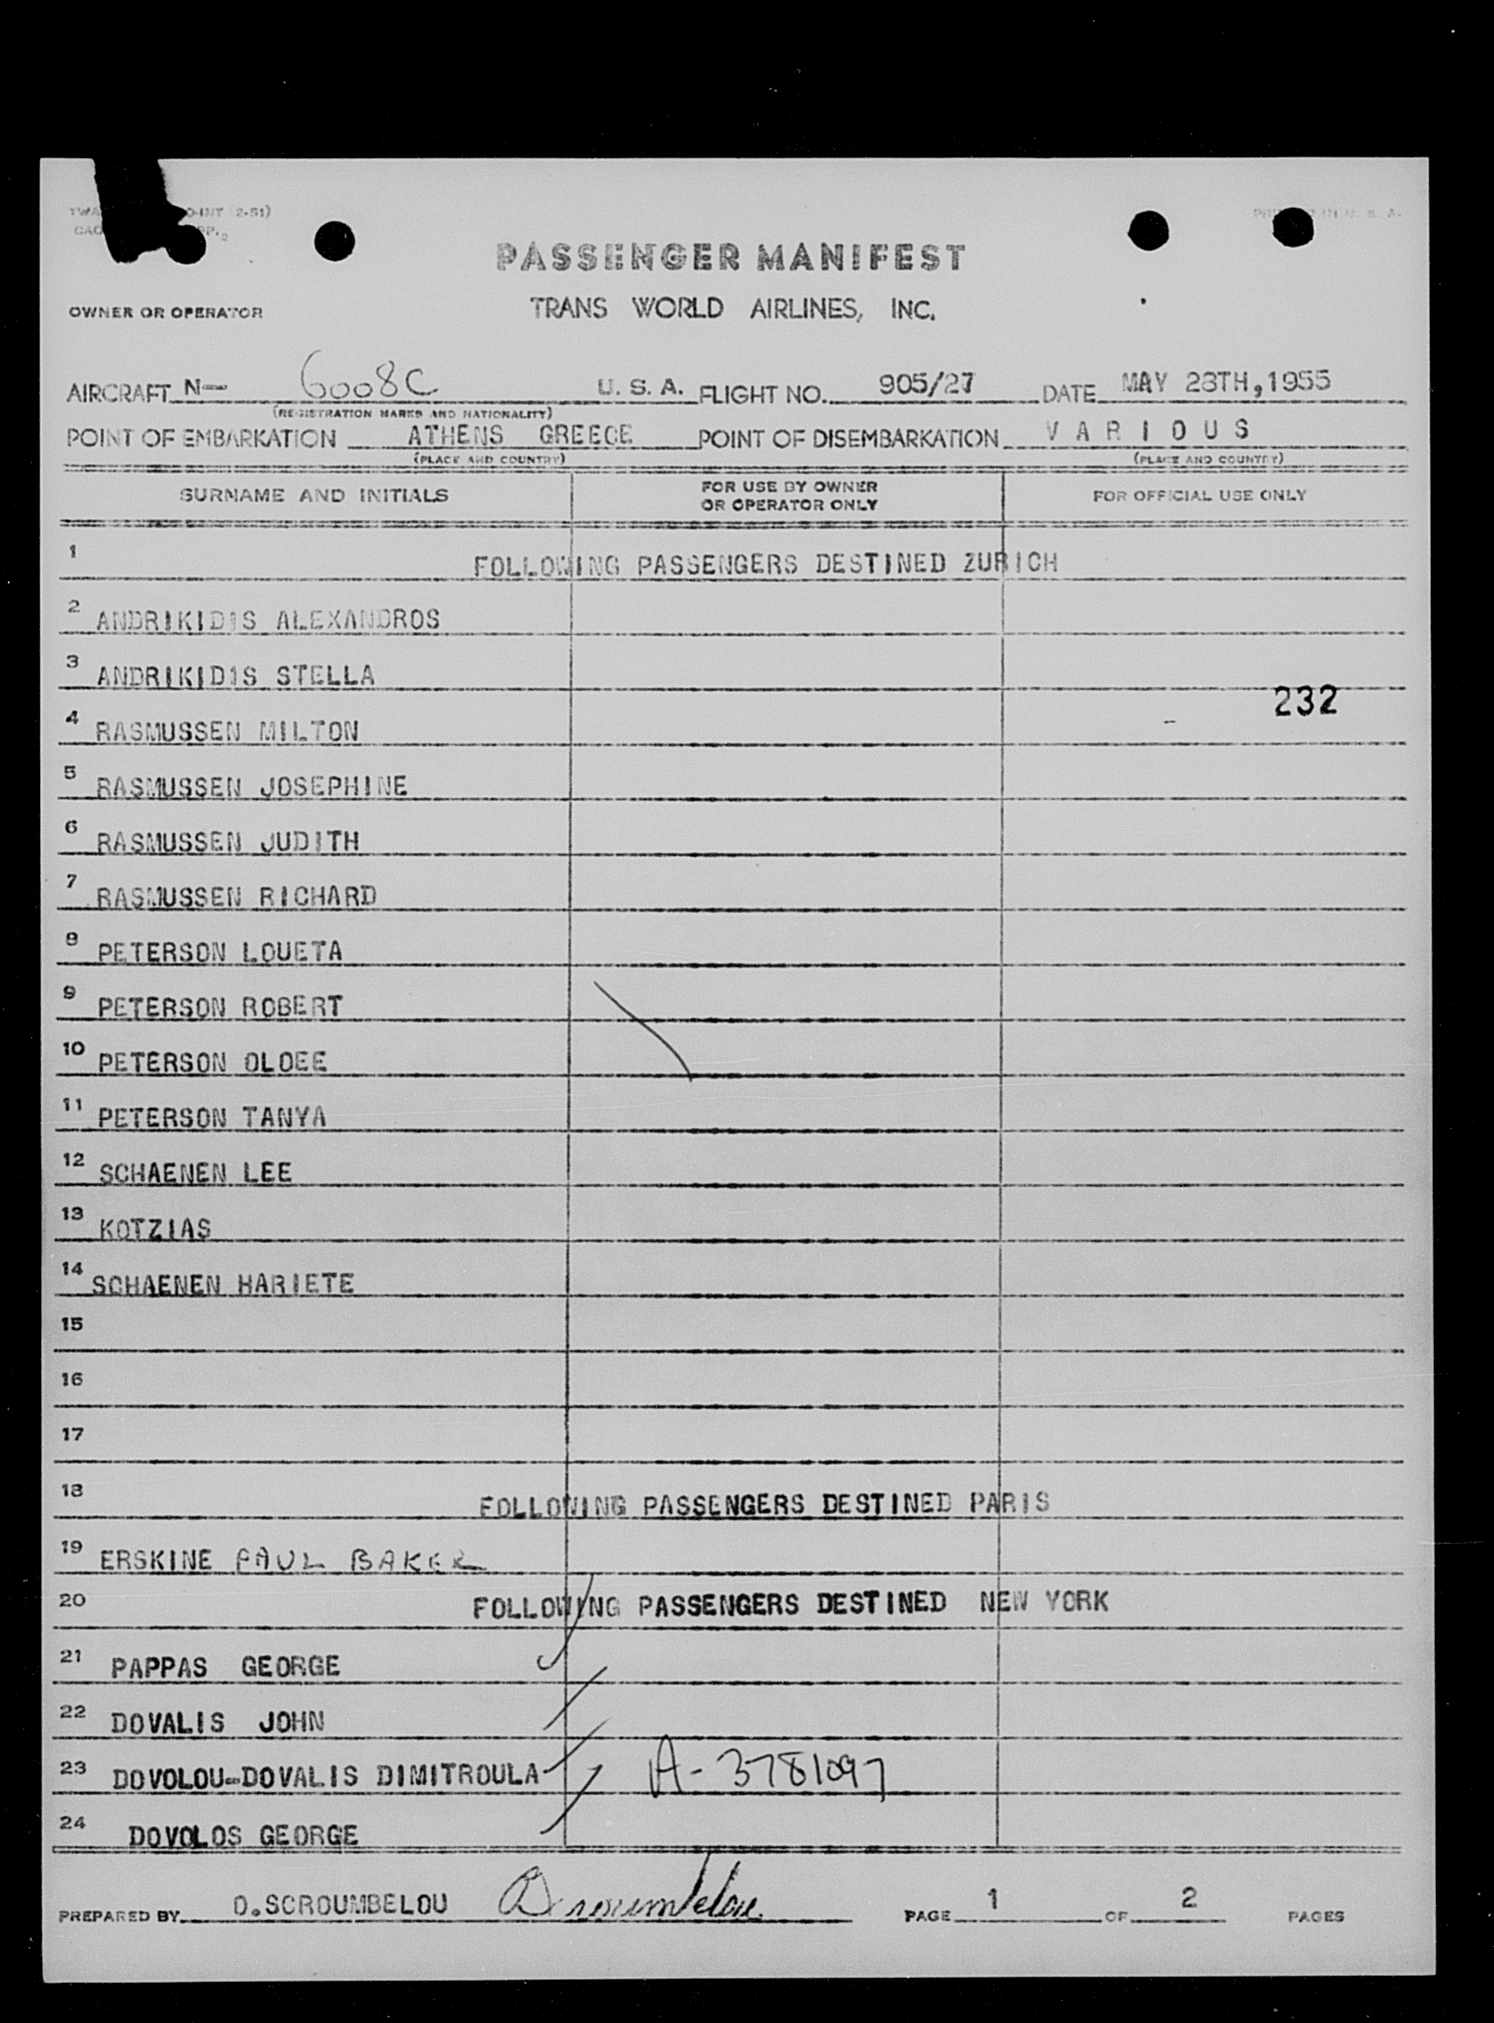 PASSENGER MANIFEST
OWNER OR OPERATOR TRANS WORLD AIRLINES, INC.
AIRCRAFT N- 6008C U. S. A. FLIGHT NO. 905/27 DATE MAY 28TH,1955
(REGISTRATION MARKS AND NATIONALITY)
POINT OF EMBARKATION ATHENS GREECE POINT OF DISEMBARKATION V A R I O U S
(PLACE AND COUNTRY) (PLACE AND COUNTRY)
SURNAME AND INITIALS FOR USE BY OWNER OR OPERATOR ONLY FOR OFFICIAL USE ONLY
1 FOLLOWING PASSENGERS DESTINED ZURICH
2 ANDRIKIDIS ALEXANDROS
3 ANDRIKIDIS STELLA
232
4 RASMUSSEN MILTON
5 RASMUSSEN JOSEPHINE
6 RASMUSSEN JUDITH
7 RASMUSSEN RICHARD
8 PETERSON LOUETA
9 PETERSON ROBERT
10 PETERSON OLOEE
11 PETERSON TANYA
12 SCHAENEN LEE
13 KOTZIAS
14 SCHAENEN HARIETE
15
16
17
18 FOLLOWING PASSENGERS DESTINED PARIS
19 ERSKINE PAUL BAKER
20 FOLLOWING PASSENGERS DESTINED NEW YORK
21 PAPPAS GEORGE
22 DOVALIS JOHN
23 DOVOLOU-DOVALIS DIMITROULA A-3781097
24 DOVOLOS GEORGE
PREPARED BY O.SCROUMBELOU PAGE 1 OF 2 PAGES